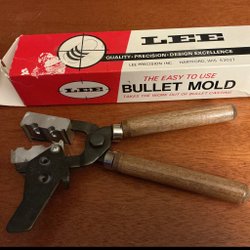 LEE
QUALITY • PRECISION • DESIGN EXCELLENCE
LEE PRECISION INC. HARTFORD, WIS. 53027
THE EASY TO USE
BULLET MOLD
TAKES THE WORK OUT OF BULLET CASTING
LEE